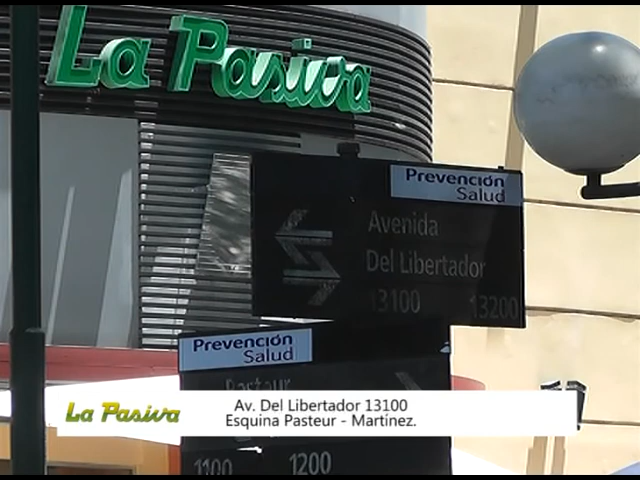 La Pasiva
Prevención
Salud
Avenida
Del Libertador
13100 13200
Prevención
Salud
Pasteur
La Pasiva
Av. Del Libertador 13100
Esquina Pasteur - Martínez.
1100 1200